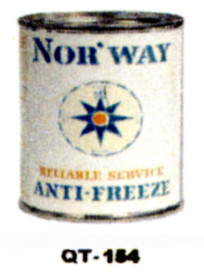 NOR'WAY
RELIABLE SERVICE
ANTI-FREEZE
QT-154